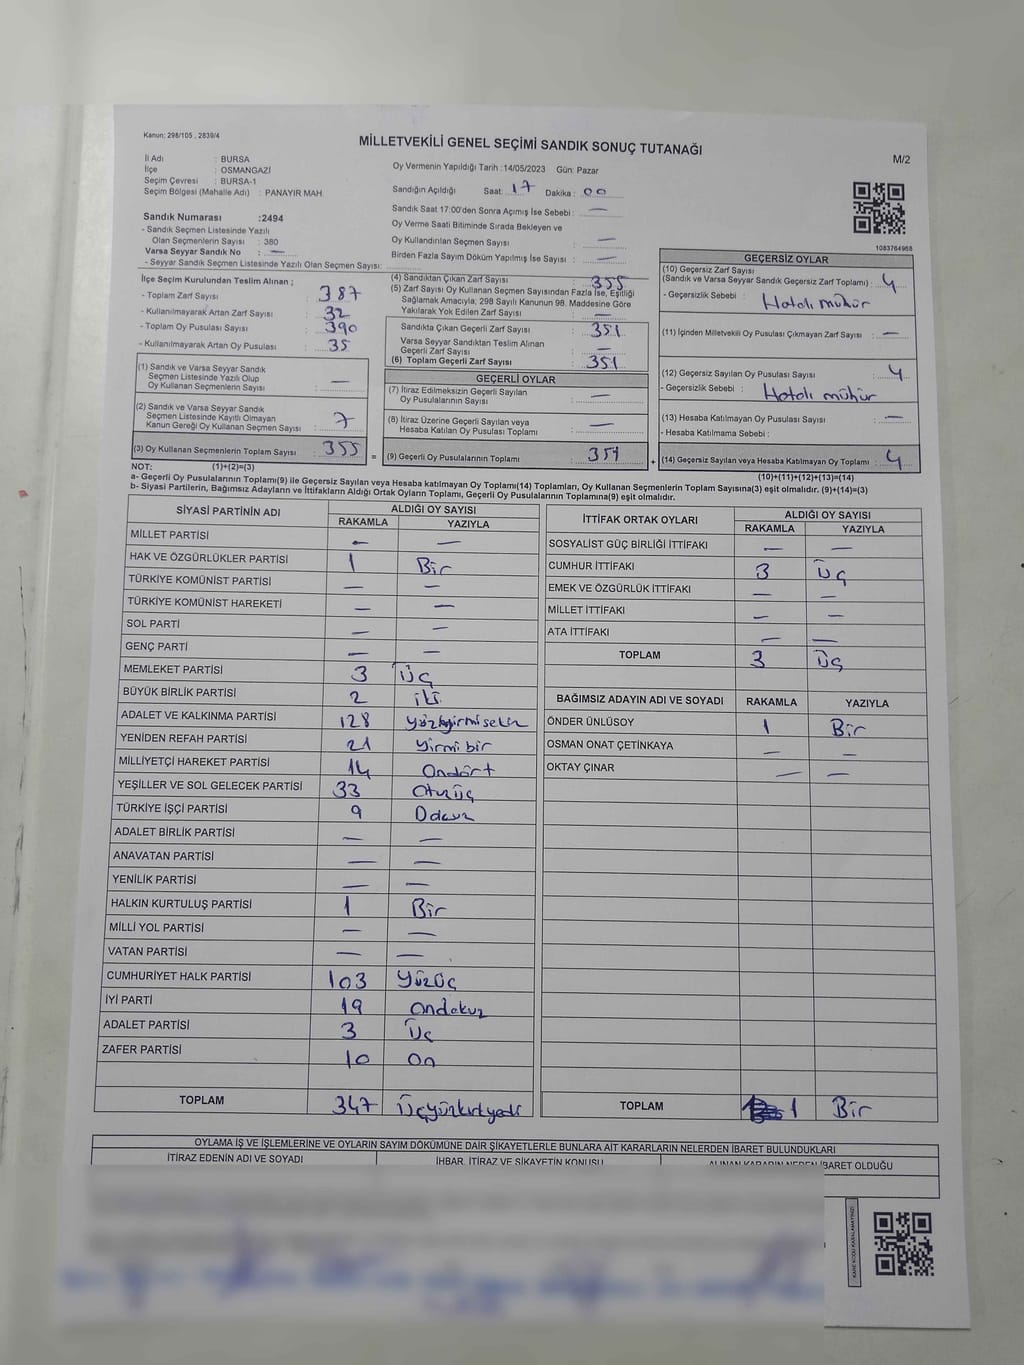 Kanun: 298/105 , 2839/4
MİLLETVEKİLİ GENEL SEÇİMİ SANDIK SONUÇ TUTANAĞI
M/2
İl Adı : BURSA
İlçe : OSMANGAZİ
Seçim Çevresi : BURSA-1
Seçim Bölgesi (Mahalle Adı) : PANAYIR MAH.
Oy Vermenin Yapıldığı Tarih :14/05/2023 Gün: Pazar
Sandığın Açıldığı Saat: 17 Dakika : 00
Sandık Saat 17:00'den Sonra Açımış İse Sebebi : —
Oy Verme Saati Bitiminde Sırada Bekleyen ve
Oy Kullandırılan Seçmen Sayısı : —
Birden Fazla Sayım Döküm Yapılmış İse Sayısı : —
Sandık Numarası :2494
- Sandık Seçmen Listesinde Yazılı
Olan Seçmenlerin Sayısı : 380
Varsa Seyyar Sandık No : —
- Seyyar Sandık Seçmen Listesinde Yazılı Olan Seçmen Sayısı:
1083764968
İlçe Seçim Kurulundan Teslim Alınan ;
- Toplam Zarf Sayısı : 387
- Kullanılmayarak Artan Zarf Sayısı : 32
- Toplam Oy Pusulası Sayısı : 390
- Kullanılmayarak Artan Oy Pusulası : 35
(1) Sandık ve Varsa Seyyar Sandık
Seçmen Listesinde Yazılı Olup
Oy Kullanan Seçmenlerin Sayısı : —
(2) Sandık ve Varsa Seyyar Sandık
Seçmen Listesinde Kayıtlı Olmayan
Kanun Gereği Oy Kullanan Seçmen Sayısı : 7
(3) Oy Kullanan Seçmenlerin Toplam Sayısı : 355
(4) Sandıktan Çıkan Zarf Sayısı : 355
(5) Zarf Sayısı Oy Kullanan Seçmen Sayısından Fazla İse, Eşitliği
Sağlamak Amacıyla; 298 Sayılı Kanunun 98. Maddesine Göre
Yakılarak Yok Edilen Zarf Sayısı : —
Sandıkta Çıkan Geçerli Zarf Sayısı : 351
Varsa Seyyar Sandıktan Teslim Alınan
Geçerli Zarf Sayısı : —
(6) Toplam Geçerli Zarf Sayısı : 351
GEÇERLİ OYLAR
(7) İtiraz Edilmeksizin Geçerli Sayılan
Oy Pusulalarının Sayısı : —
(8) İtiraz Üzerine Geçerli Sayılan veya
Hesaba Katılan Oy Pusulası Toplamı : —
= (9) Geçerli Oy Pusulalarının Toplamı : 351
GEÇERSİZ OYLAR
(10) Geçersiz Zarf Sayısı
(Sandık ve Varsa Seyyar Sandık Geçersiz Zarf Toplamı) : 4
- Geçersizlik Sebebi : Hatalı mühür
(11) İçinden Milletvekili Oy Pusulası Çıkmayan Zarf Sayısı : —
(12) Geçersiz Sayılan Oy Pusulası Sayısı : 4
- Geçersizlik Sebebi : Hatalı mühür
(13) Hesaba Katılmayan Oy Pusulası Sayısı : —
- Hesaba Katılmama Sebebi :
+ (14) Geçersiz Sayılan veya Hesaba Katılmayan Oy Toplamı : 4
NOT: (1)+(2)=(3)
(10)+(11)+(12)+(13)=(14)
a- Geçerli Oy Pusulalarının Toplamı(9) ile Geçersiz Sayılan veya Hesaba katılmayan Oy Toplamı(14) Toplamları, Oy Kullanan Seçmenlerin Toplam Sayısına(3) eşit olmalıdır. (9)+(14)=(3)
b- Siyasi Partilerin, Bağımsız Adayların ve İttifakların Aldığı Ortak Oyların Toplamı, Geçerli Oy Pusulalarının Toplamına(9) eşit olmalıdır.
SİYASİ PARTİNİN ADI ALDIĞI OY SAYISI
RAKAMLA YAZIYLA
MİLLET PARTİSİ — —
HAK VE ÖZGÜRLÜKLER PARTİSİ 1 Bir
TÜRKİYE KOMÜNİST PARTİSİ — —
TÜRKİYE KOMÜNİST HAREKETİ — —
SOL PARTİ — —
GENÇ PARTİ — —
MEMLEKET PARTİSİ 3 Üç
BÜYÜK BİRLİK PARTİSİ 2 iki
ADALET VE KALKINMA PARTİSİ 128 Yüzyirmisekiz
YENİDEN REFAH PARTİSİ 21 Yirmi bir
MİLLİYETÇİ HAREKET PARTİSİ 14 Ondört
YEŞİLLER VE SOL GELECEK PARTİSİ 33 Otuzüç
TÜRKİYE İŞÇİ PARTİSİ 9 Dokuz
ADALET BİRLİK PARTİSİ — —
ANAVATAN PARTİSİ — —
YENİLİK PARTİSİ — —
HALKIN KURTULUŞ PARTİSİ 1 Bir
MİLLİ YOL PARTİSİ — —
VATAN PARTİSİ — —
CUMHURİYET HALK PARTİSİ 103 Yüzüç
İYİ PARTİ 19 Ondokuz
ADALET PARTİSİ 3 Üç
ZAFER PARTİSİ 10 On
TOPLAM 347 Üçyüzkırkyedi
İTTİFAK ORTAK OYLARI ALDIĞI OY SAYISI
RAKAMLA YAZIYLA
SOSYALİST GÜÇ BİRLİĞİ İTTİFAKI — —
CUMHUR İTTİFAKI 3 Üç
EMEK VE ÖZGÜRLÜK İTTİFAKI — —
MİLLET İTTİFAKI — —
ATA İTTİFAKI — —
TOPLAM 3 Üç
BAĞIMSIZ ADAYIN ADI VE SOYADI RAKAMLA YAZIYLA
ÖNDER ÜNLÜSOY 1 Bir
OSMAN ONAT ÇETİNKAYA — —
OKTAY ÇINAR — —
TOPLAM 1 Bir
OYLAMA İŞ VE İŞLEMLERİNE VE OYLARIN SAYIM DÖKÜMÜNE DAİR ŞİKAYETLERLE BUNLARA AİT KARARLARIN NELERDEN İBARET BULUNDUKLARI
İTİRAZ EDENİN ADI VE SOYADI İHBAR, İTİRAZ VE ŞİKAYETİN KONUSU ALINAN KARARIN NEDEN İBARET OLDUĞU